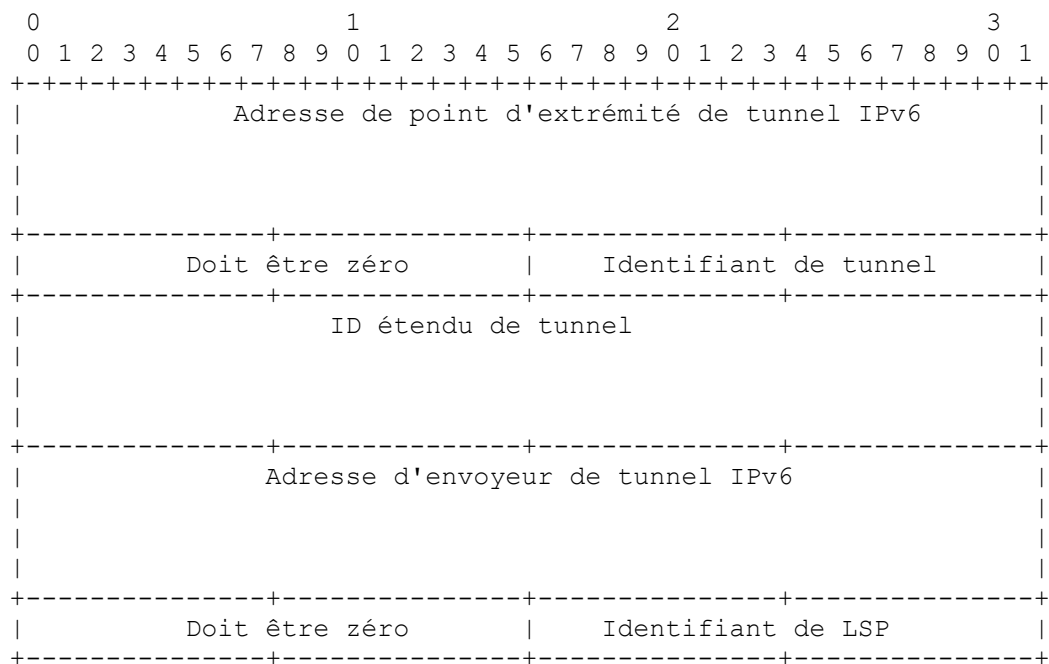 0 1 2 3
0 1 2 3 4 5 6 7 8 9 0 1 2 3 4 5 6 7 8 9 0 1 2 3 4 5 6 7 8 9 0 1
+-+-+-+-+-+-+-+-+-+-+-+-+-+-+-+-+-+-+-+-+-+-+-+-+-+-+-+-+-+-+-+-+
| Adresse de point d'extrémité de tunnel IPv6 |
| |
| |
| |
+---------------+---------------+---------------+---------------+
| Doit être zéro | Identifiant de tunnel |
+---------------+---------------+---------------+---------------+
| ID étendu de tunnel |
| |
| |
| |
+---------------+---------------+---------------+---------------+
| Adresse d'envoyeur de tunnel IPv6 |
| |
| |
| |
+---------------+---------------+---------------+---------------+
| Doit être zéro | Identifiant de LSP |
+---------------+---------------+---------------+---------------+